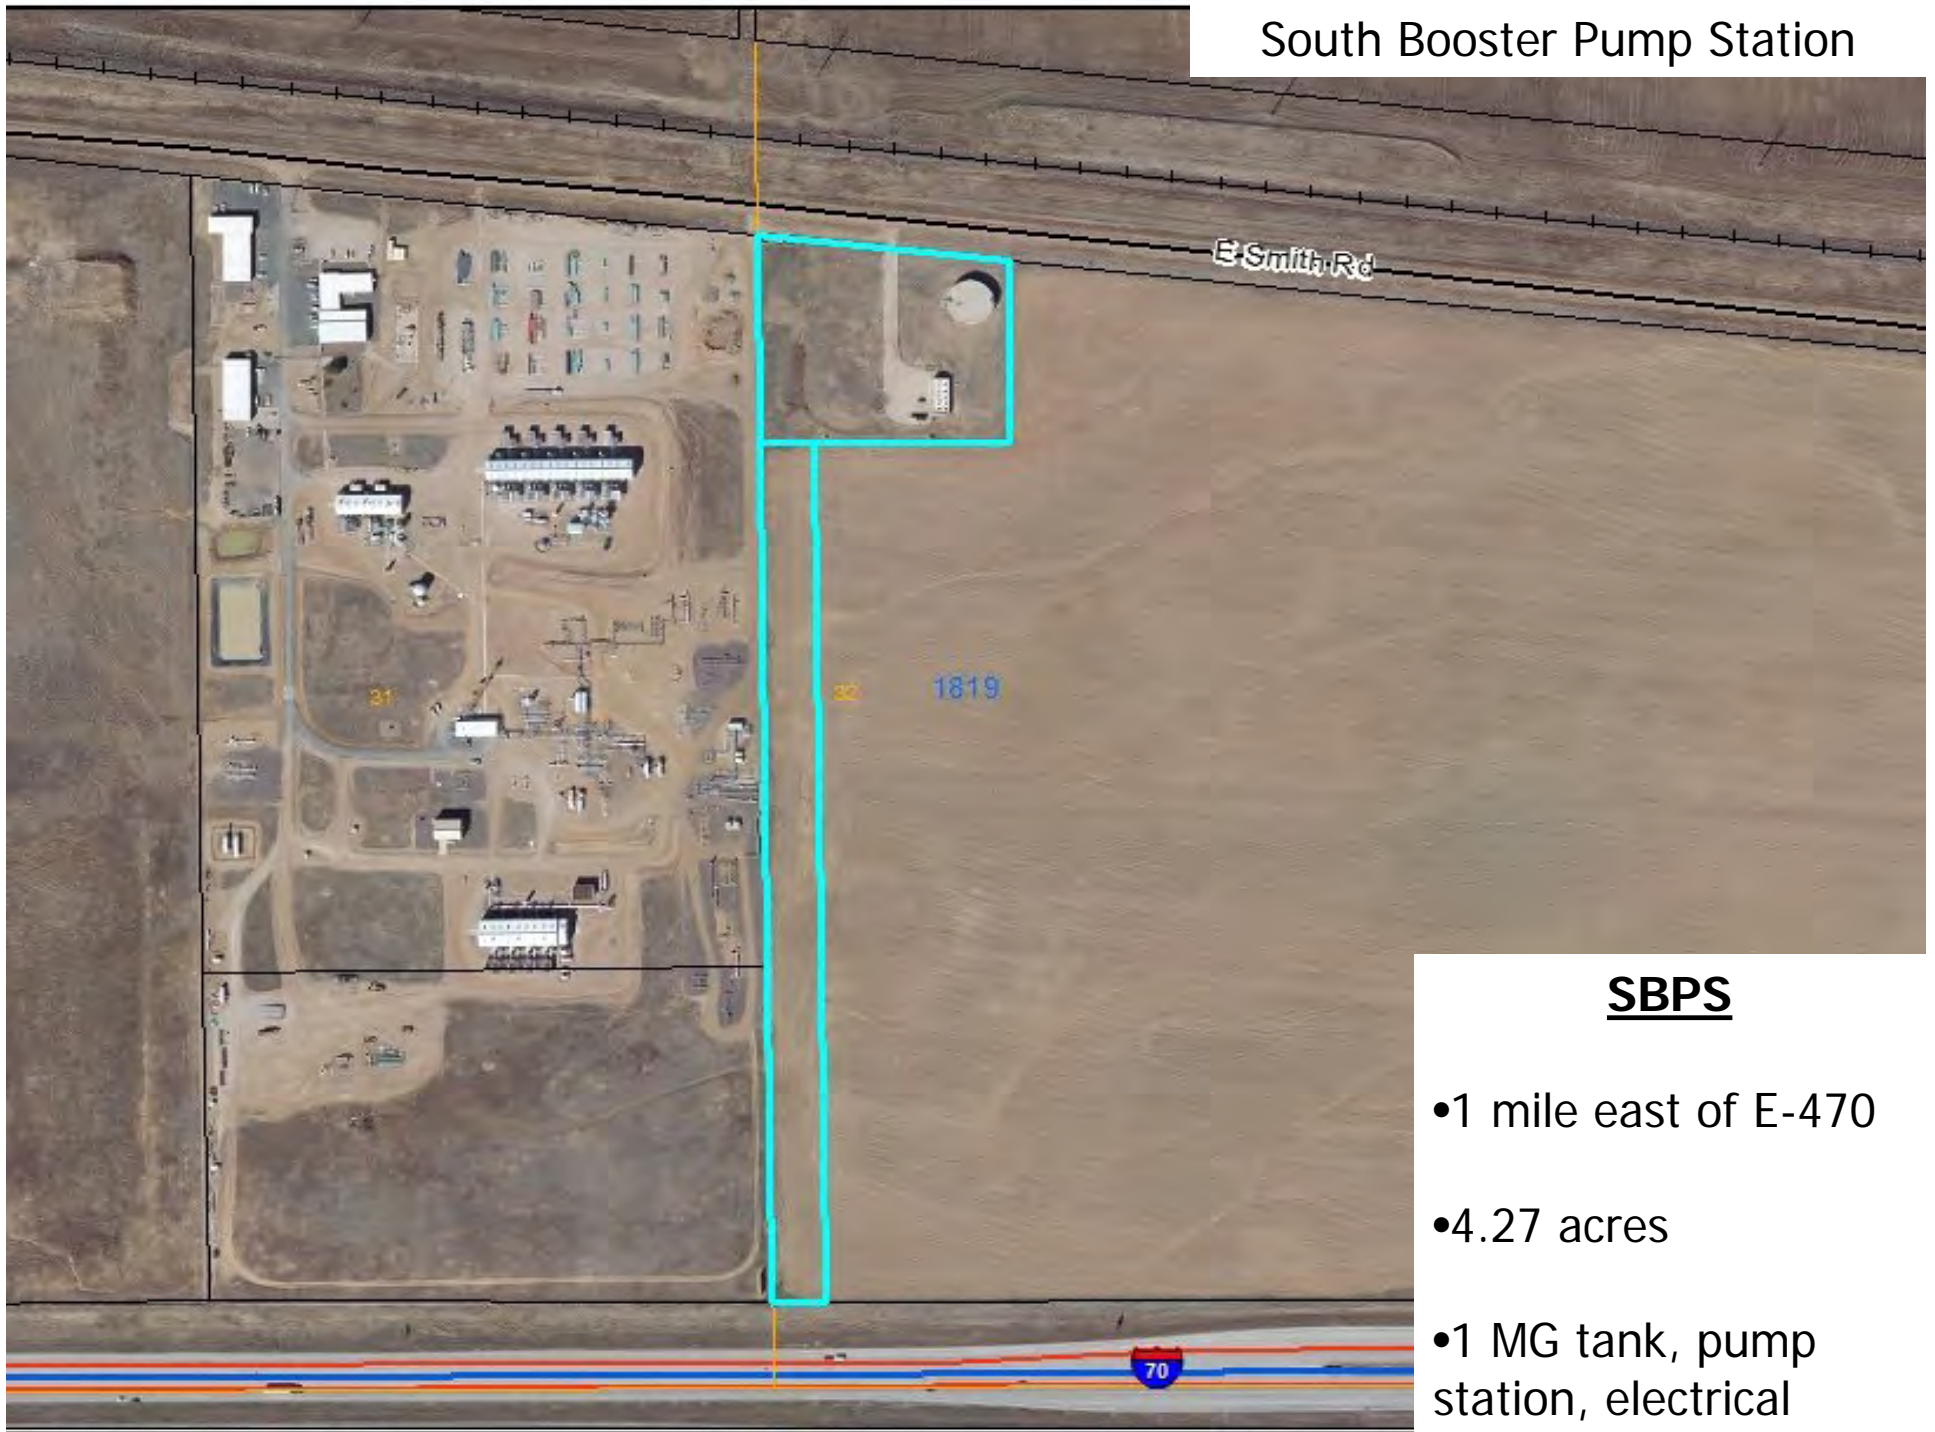 South Booster Pump Station
E Smith Rd
31
32
1819
SBPS
•1 mile east of E-470
•4.27 acres
•1 MG tank, pump
station, electrical
70